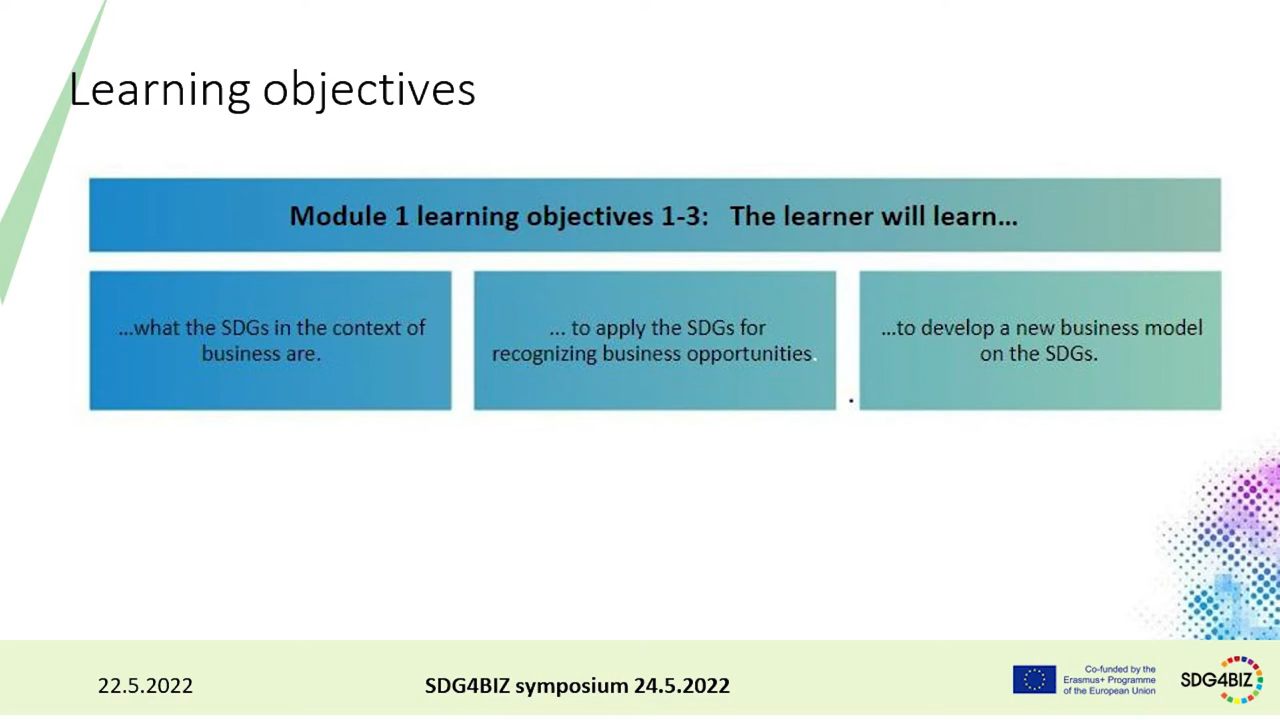 Learning objectives
Module 1 learning objectives 1-3: The learner will learn...
...what the SDGs in the context of
business are.
... to apply the SDGs for
recognizing business opportunities.
.
...to develop a new business model
on the SDGs.
22.5.2022
SDG4BIZ symposium 24.5.2022
Co-funded by the
Erasmus+ Programme
of the European Union
SDG4BIZ